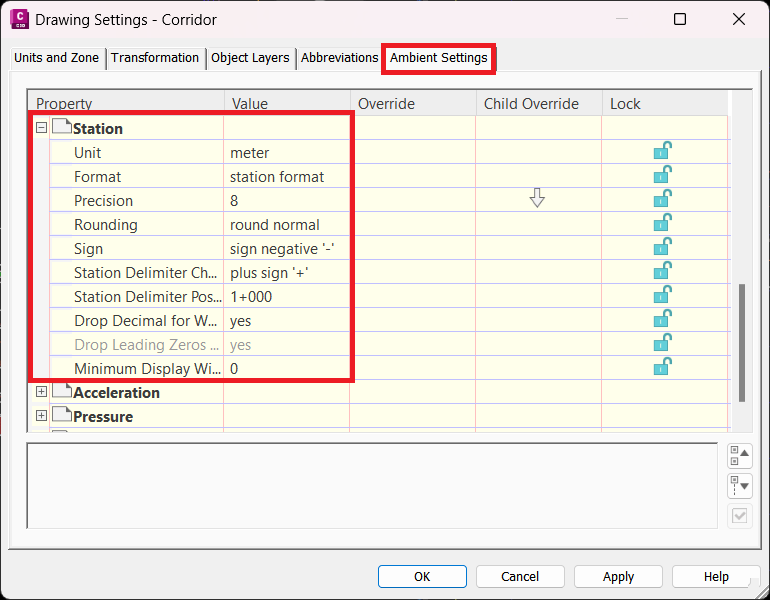 C
C3D
Drawing Settings - Corridor
Units and Zone Transformation Object Layers Abbreviations Ambient Settings
Property Value Override Child Override Lock
Station
Unit meter
Format station format
Precision 8
Rounding round normal
Sign sign negative '-'
Station Delimiter Ch... plus sign '+'
Station Delimiter Pos... 1+000
Drop Decimal for W... yes
Drop Leading Zeros ... yes
Minimum Display Wi... 0
Acceleration
Pressure
OK Cancel Apply Help